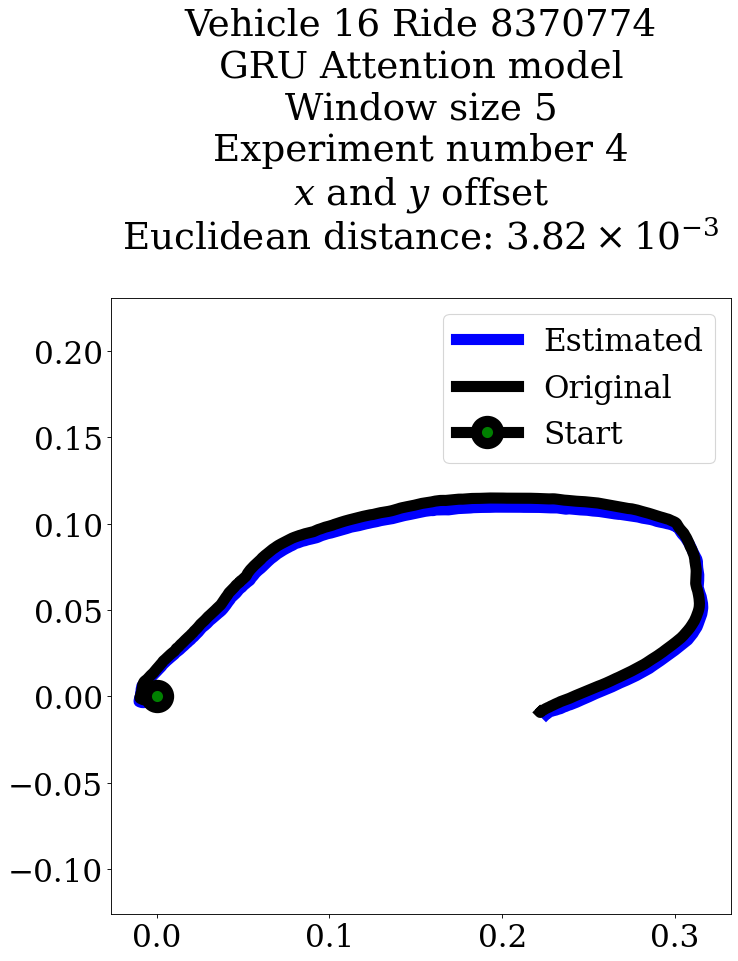 Vehicle 16 Ride 8370774
GRU Attention model
Window size 5
Experiment number 4
x and y offset
Euclidean distance: 3.82 × 10⁻³
Estimated
Original
Start
0.20
0.15
0.10
0.05
0.00
−0.05
−0.10
0.0 0.1 0.2 0.3